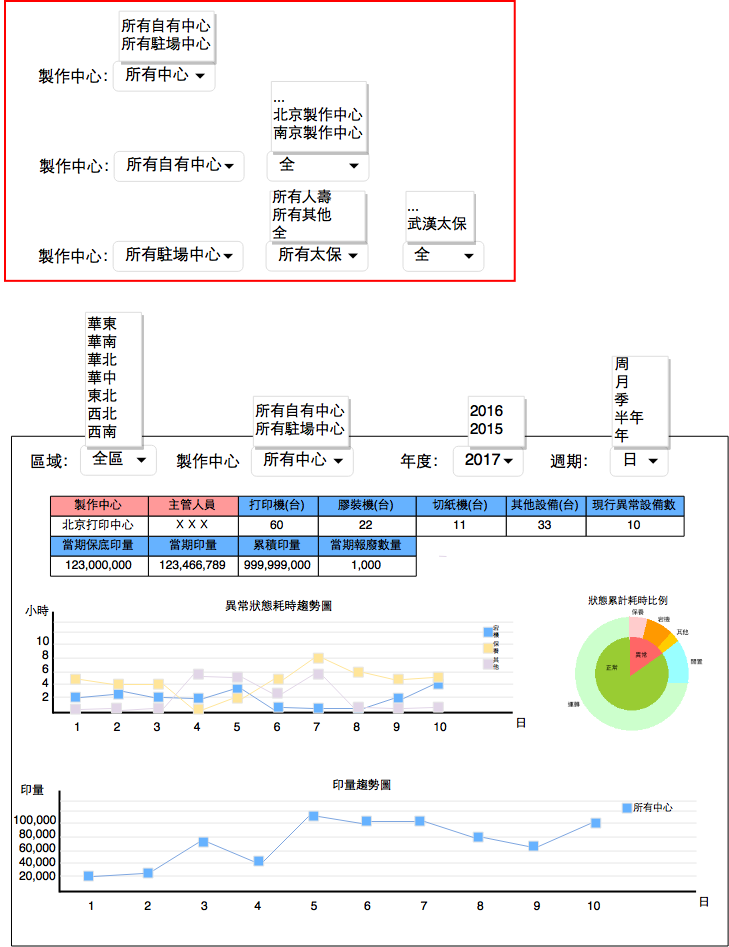 所有自有中心
所有駐場中心
製作中心: 所有中心
...
北京製作中心
南京製作中心
製作中心: 所有自有中心 全
所有人壽
所有其他
全
...
武漢太保
製作中心: 所有駐場中心 所有太保 全
華東
華南
華北
華中
東北
西北
西南
所有自有中心
所有駐場中心
2016
2015
周
月
季
半年
年
區域: 全區 製作中心 所有中心 年度: 2017 週期: 日
製作中心 主管人員 打印機(台) 膠裝機(台) 切紙機(台) 其他設備(台) 現行異常設備數
北京打印中心 X X X 60 22 11 33 10
當期保底印量 當期印量 累積印量 當期報廢數量
123,000,000 123,466,789 999,999,000 1,000
異常狀態耗時趨勢圖
小時
10
8
6
4
2
1 2 3 4 5 6 7 8 9 10 日
宕機
保養
其他
狀態累計耗時比例
保養
宕機
其他
閒置
異常
正常
運轉
印量趨勢圖
印量
所有中心
100,000
80,000
60,000
40,000
20,000
1 2 3 4 5 6 7 8 9 10 日